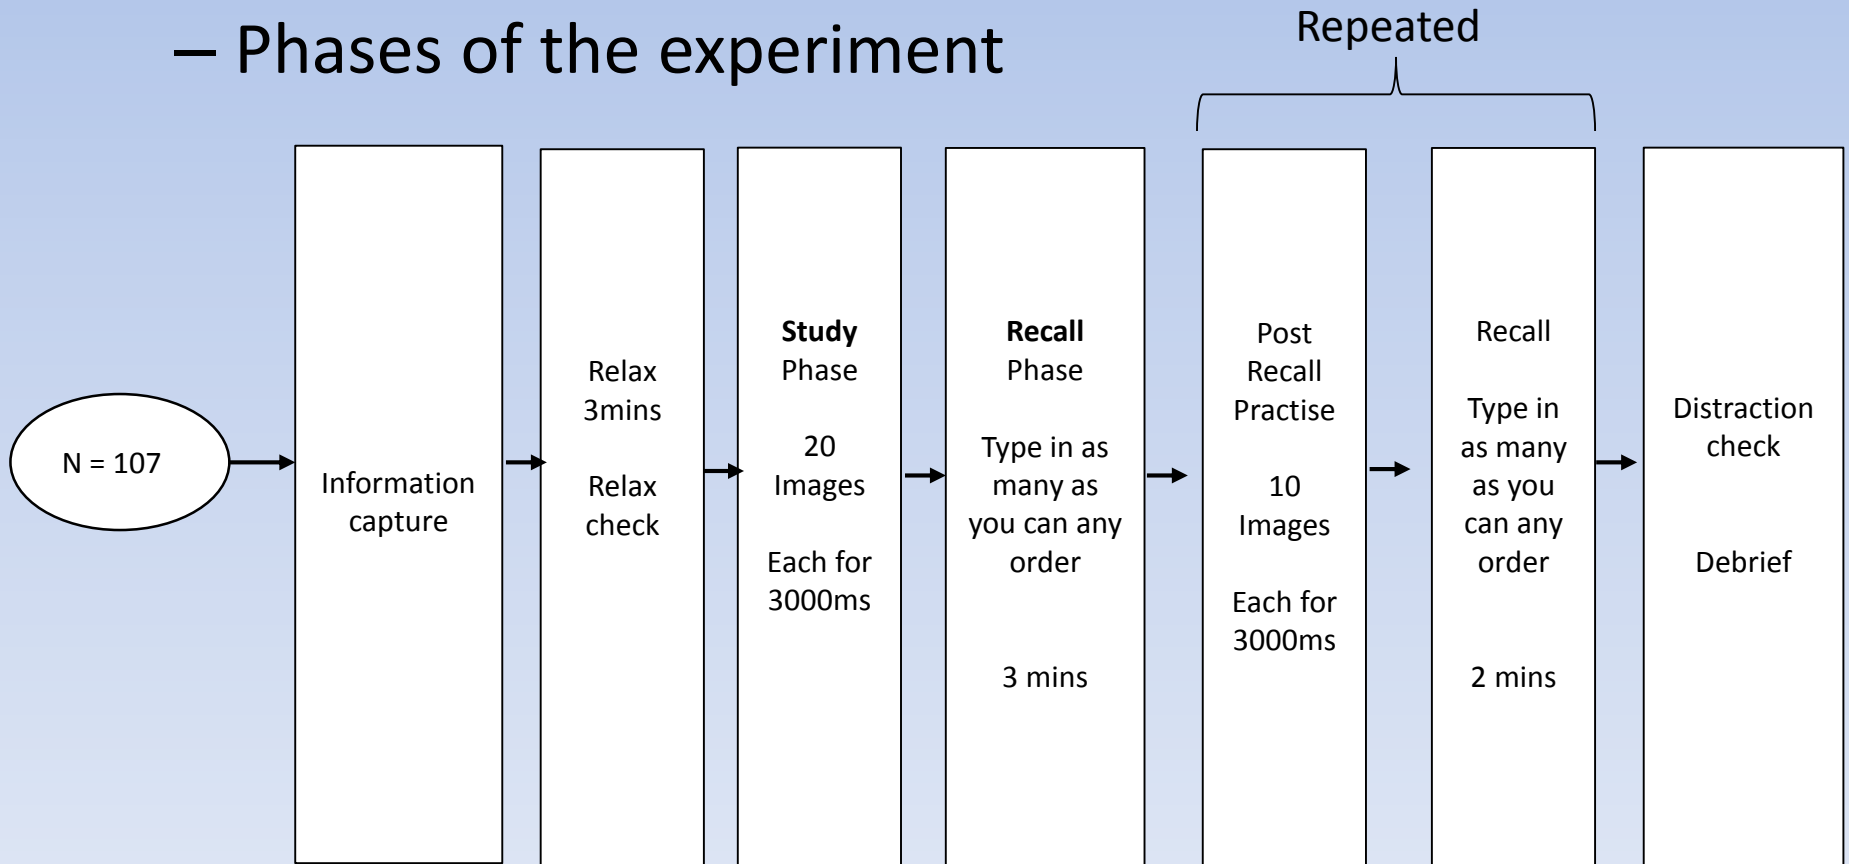 – Phases of the experiment
Repeated
N = 107
Information
capture
Relax
3mins
Relax
check
Study
Phase
20
Images
Each for
3000ms
Recall
Phase
Type in as
many as
you can any
order
3 mins
Post
Recall
Practise
10
Images
Each for
3000ms
Recall
Type in
as many
as you
can any
order
2 mins
Distraction
check
Debrief